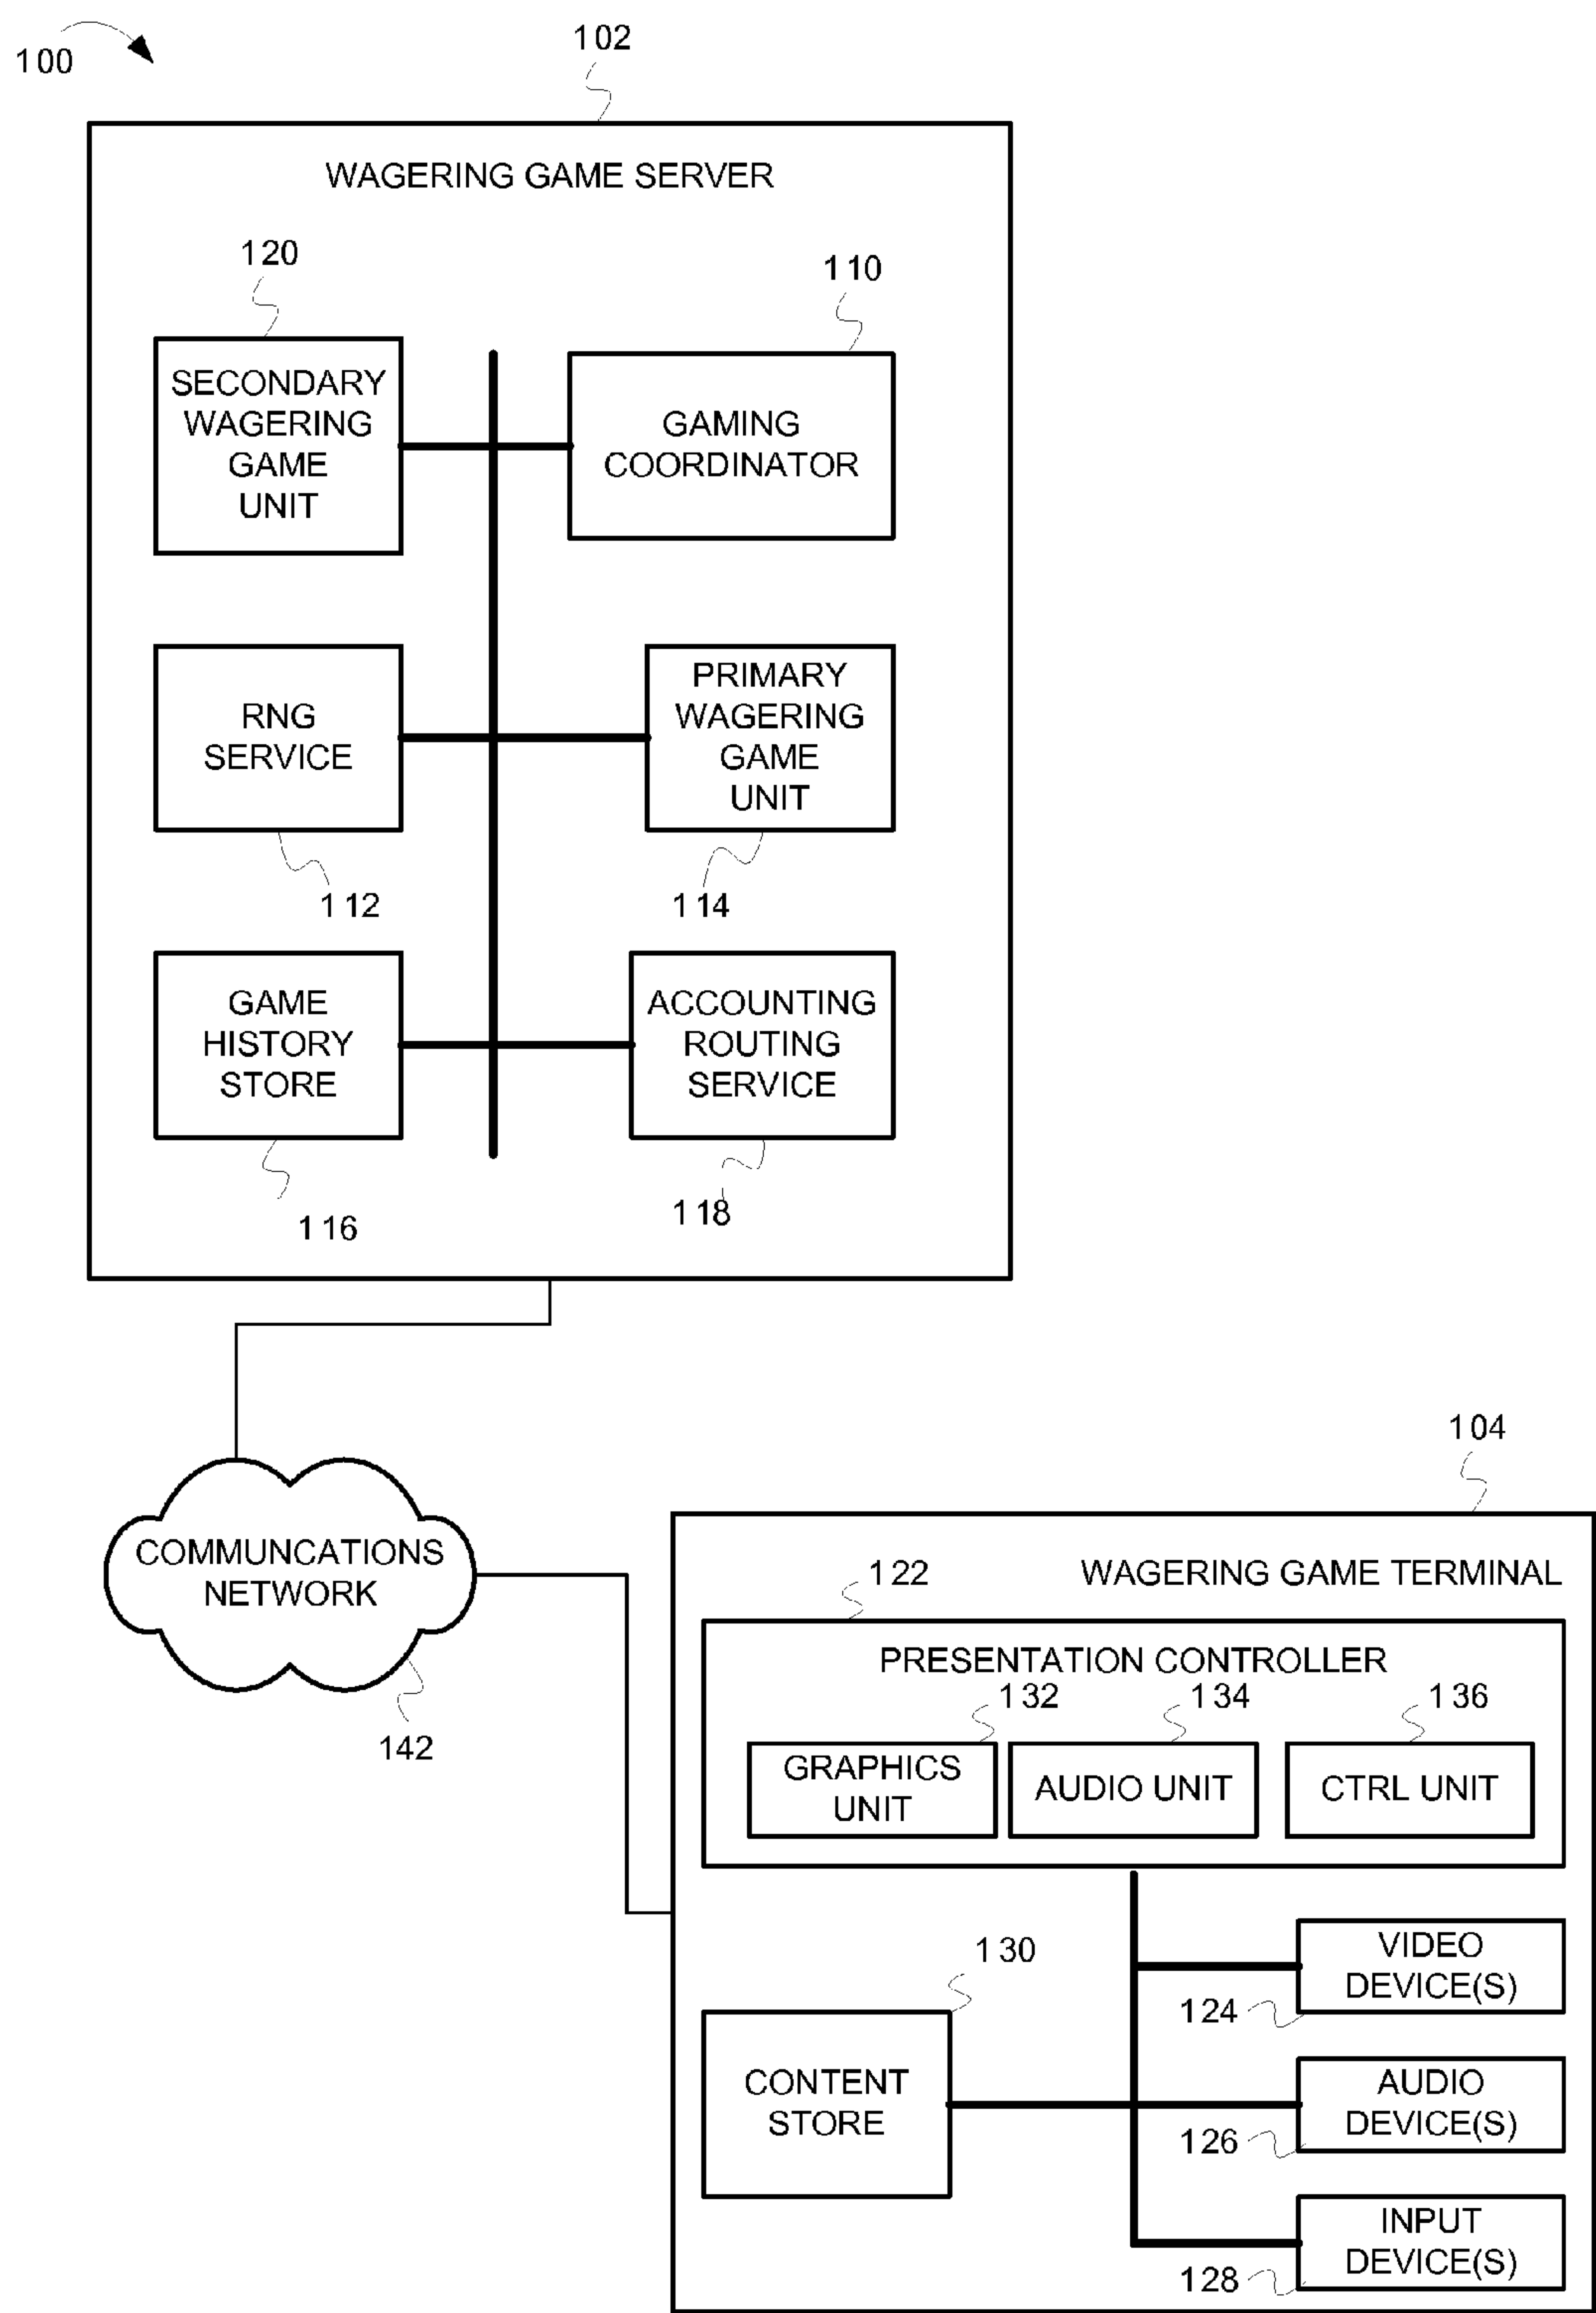 100
102
WAGERING GAME SERVER
120
110
SECONDARY
WAGERING
GAME
UNIT
GAMING
COORDINATOR
RNG
SERVICE
PRIMARY
WAGERING
GAME
UNIT
112
114
GAME
HISTORY
STORE
ACCOUNTING
ROUTING
SERVICE
116
118
COMMUNCATIONS
NETWORK
142
104
WAGERING GAME TERMINAL
122
PRESENTATION CONTROLLER
132
134
136
GRAPHICS
UNIT
AUDIO UNIT
CTRL UNIT
130
CONTENT
STORE
VIDEO
DEVICE(S)
124
AUDIO
DEVICE(S)
126
INPUT
DEVICE(S)
128